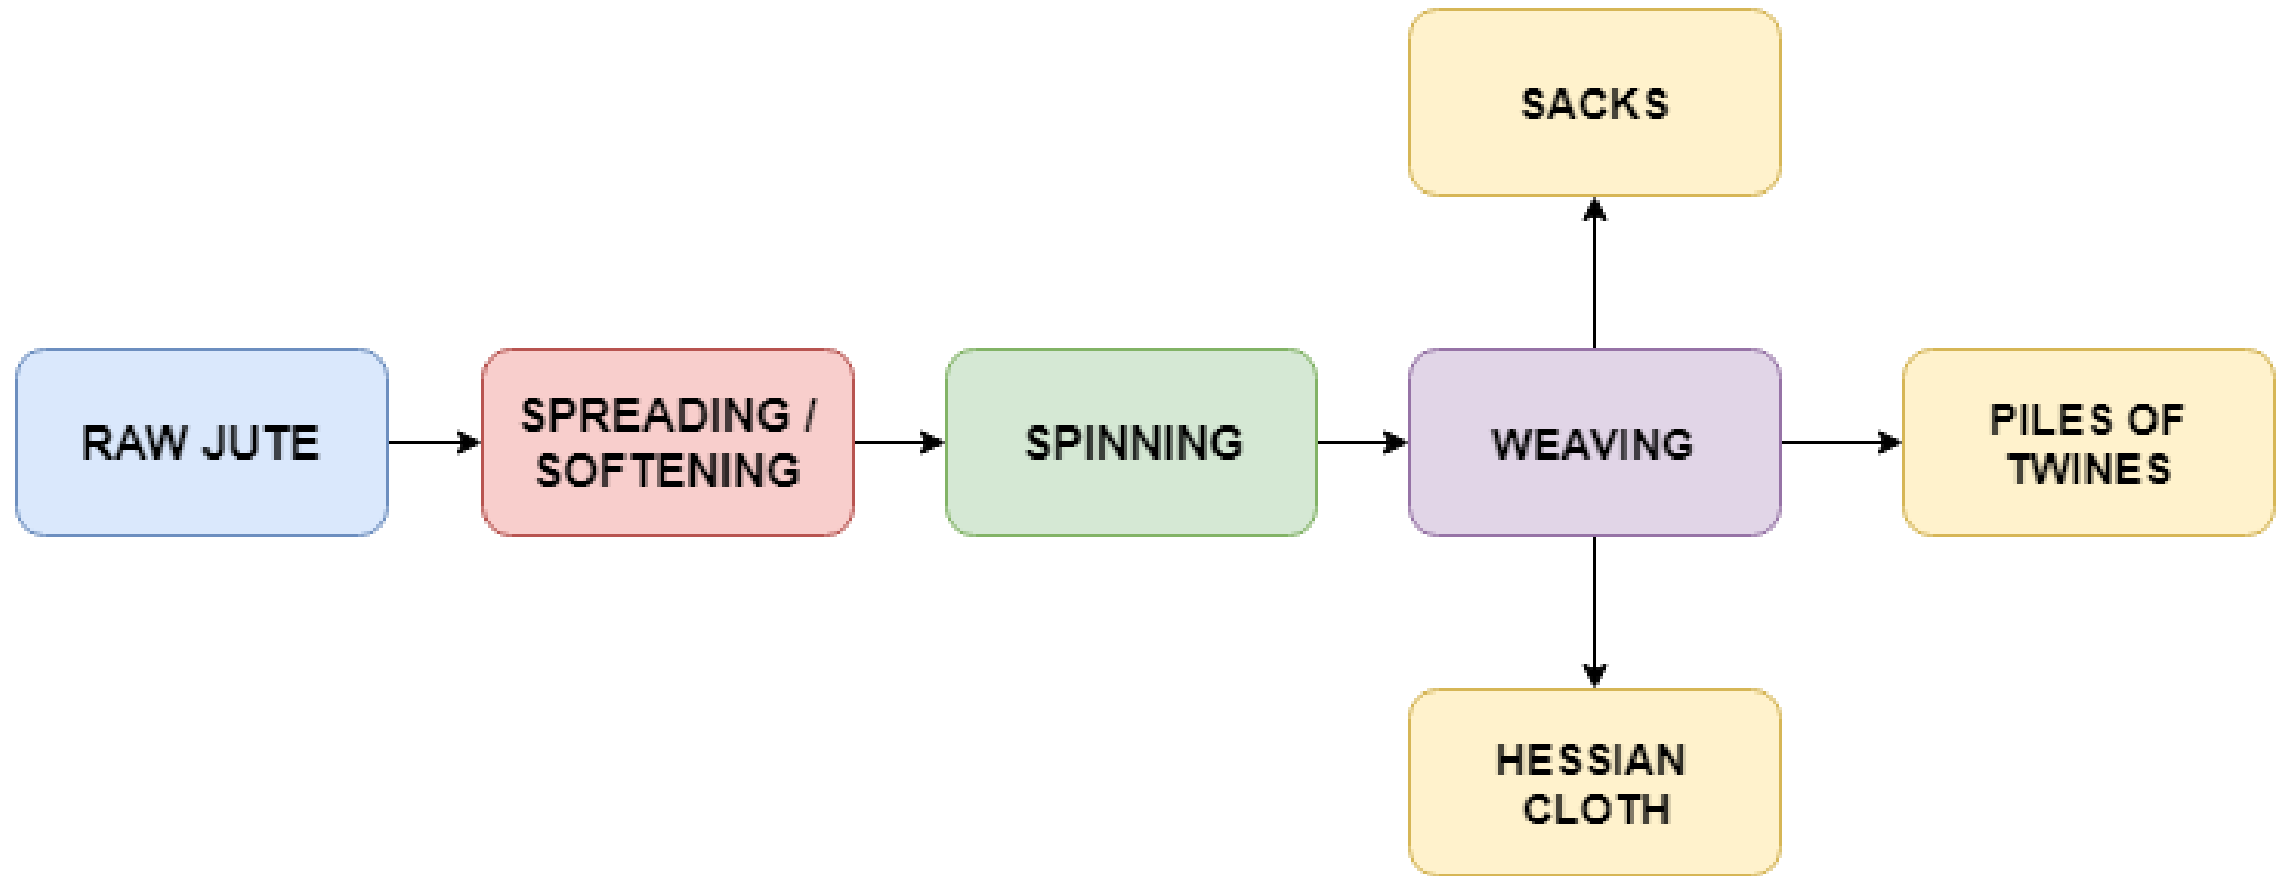 SACKS
RAW JUTE
SPREADING /
SOFTENING
SPINNING
WEAVING
PILES OF
TWINES
HESSIAN
CLOTH